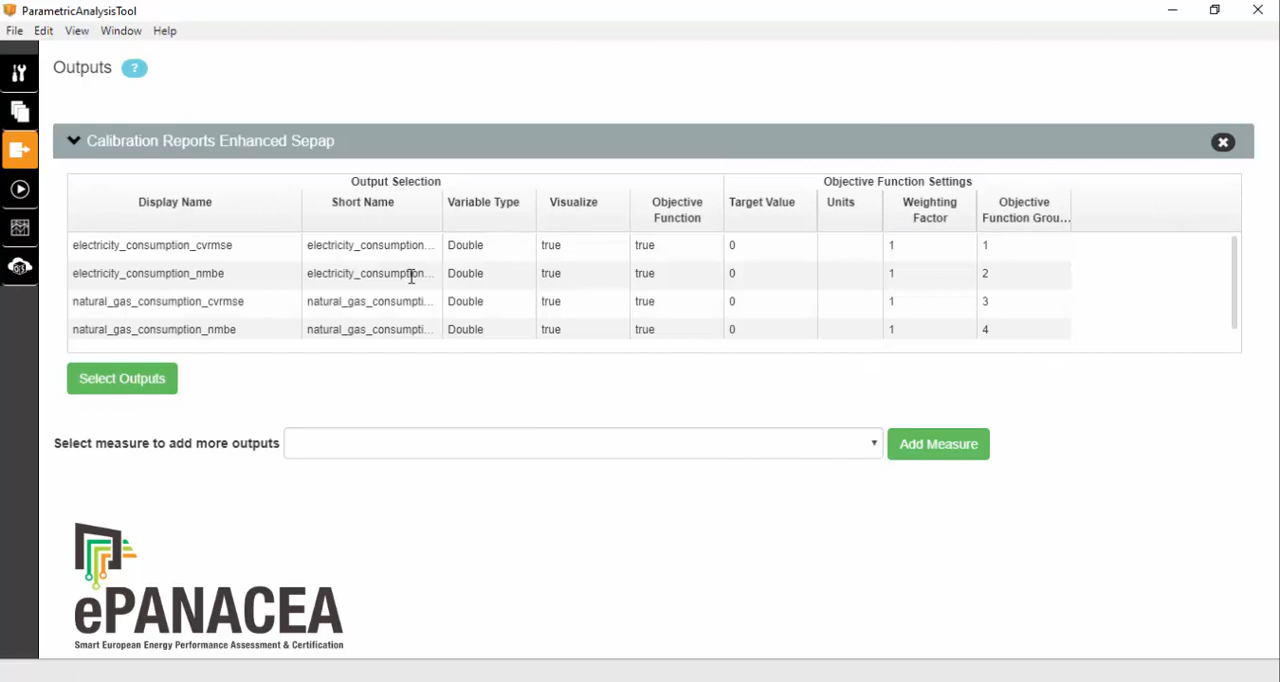 ParametricAnalysisTool
File Edit View Window Help
Outputs ?
Calibration Reports Enhanced Sepap
Output Selection Objective Function Settings
Display Name Short Name Variable Type Visualize Objective Function Target Value Units Weighting Factor Objective Function Grou...
electricity_consumption_cvrmse electricity_consumption... Double true true 0 1 1
electricity_consumption_nmbe electricity_consumption... Double true true 0 1 2
natural_gas_consumption_cvrmse natural_gas_consumpti... Double true true 0 1 3
natural_gas_consumption_nmbe natural_gas_consumpti... Double true true 0 1 4
Select Outputs
Select measure to add more outputs Add Measure
ePANACEA
Smart European Energy Performance Assessment & Certification